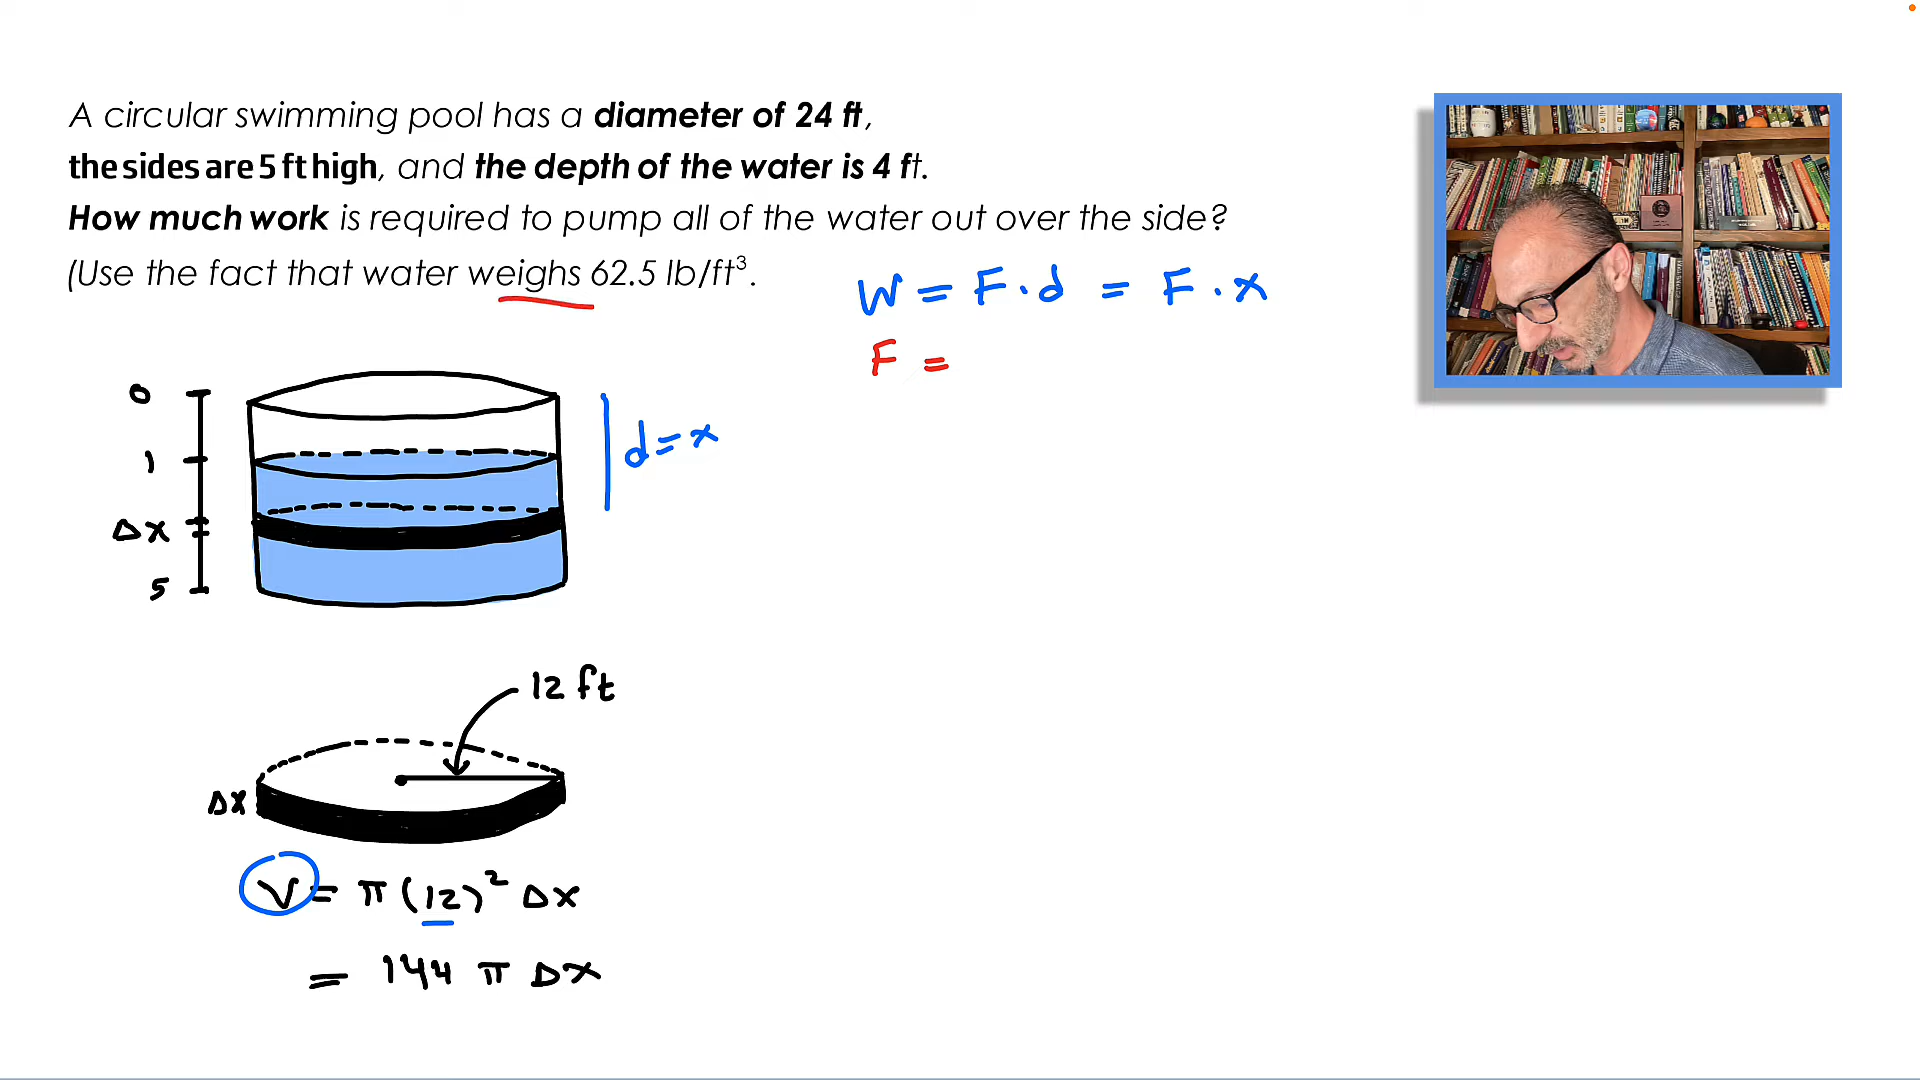 A circular swimming pool has a diameter of 24 ft,
the sides are 5 ft high, and the depth of the water is 4 ft.
How much work is required to pump all of the water out over the side?
(Use the fact that water weighs 62.5 lb/ft³.
W = F · d = F · x
F =
0
1
Δx
5
d = x
12 ft
Δx
V = π (12)² Δx
= 144 π Δx